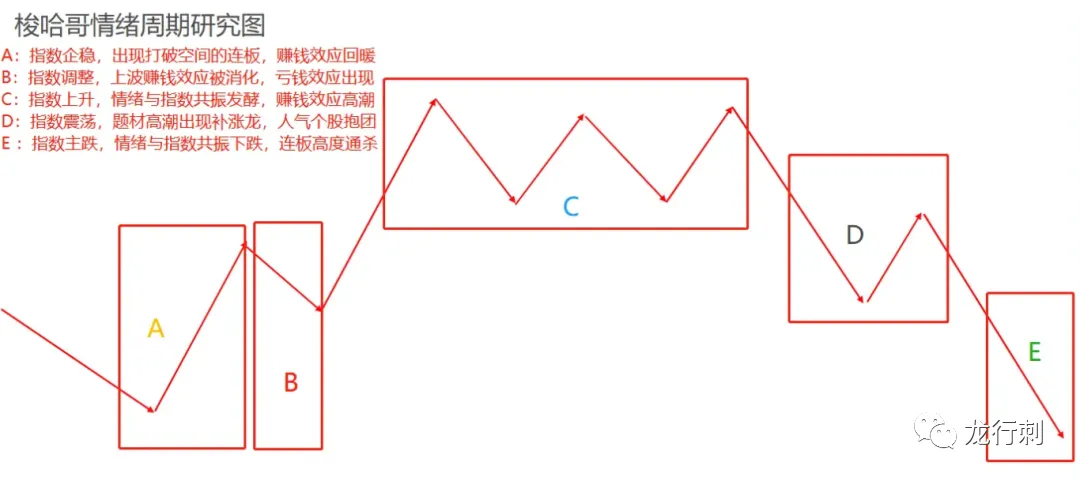 梭哈哥情绪周期研究图
A：指数企稳，出现打破空间的连板，赚钱效应回暖
B：指数调整，上波赚钱效应被消化，亏钱效应出现
C：指数上升，情绪与指数共振发酵，赚钱效应高潮
D：指数震荡，题材高潮出现补涨龙，人气个股抱团
E ：指数主跌，情绪与指数共振下跌，连板高度通杀
C
D
A
E
B
龙行刺